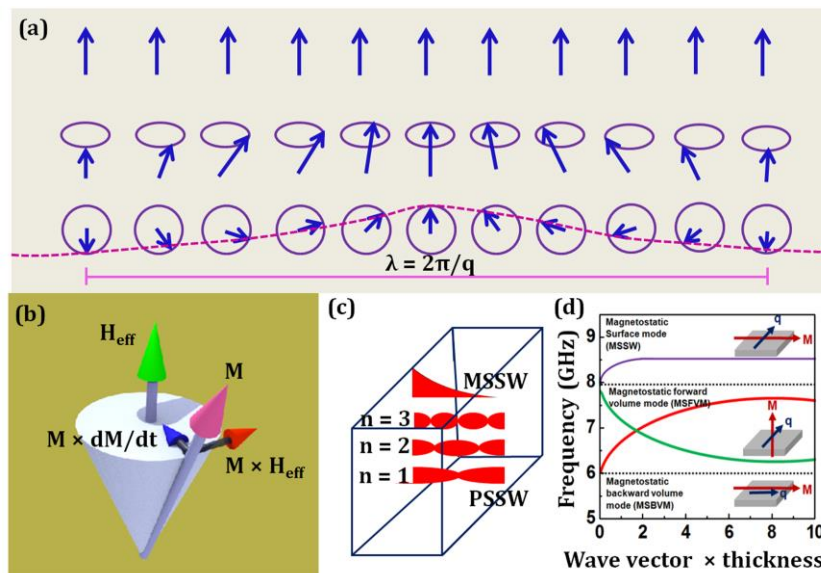 (a)
λ = 2π/q
(b)
H_eff
M
M × dM/dt
M × H_eff
(c)
MSSW
n = 3
n = 2
n = 1
PSSW
(d)
Frequency (GHz)
9
8
7
6
5
Magnetostatic
Surface mode
(MSSW)
q
M
Magnetostatic forward
volume mode (MSFVM)
M
q
Magnetostatic backward
volume mode (MSBVM)
M
q
0 2 4 6 8 10
Wave vector × thickness